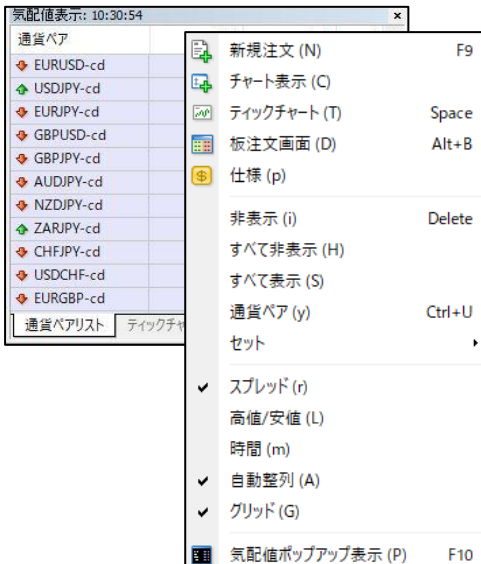 気配値表示: 10:30:54
通貨ペア
EURUSD-cd
USDJPY-cd
EURJPY-cd
GBPUSD-cd
GBPJPY-cd
AUDJPY-cd
NZDJPY-cd
ZARJPY-cd
CHFJPY-cd
USDCHF-cd
EURGBP-cd
通貨ペアリスト ティックチャ
新規注文 (N) F9
チャート表示 (C)
ティックチャート (T) Space
板注文画面 (D) Alt+B
仕様 (p)
非表示 (i) Delete
すべて非表示 (H)
すべて表示 (S)
通貨ペア (y) Ctrl+U
セット
スプレッド (r)
高値/安値 (L)
時間 (m)
自動整列 (A)
グリッド (G)
気配値ポップアップ表示 (P) F10